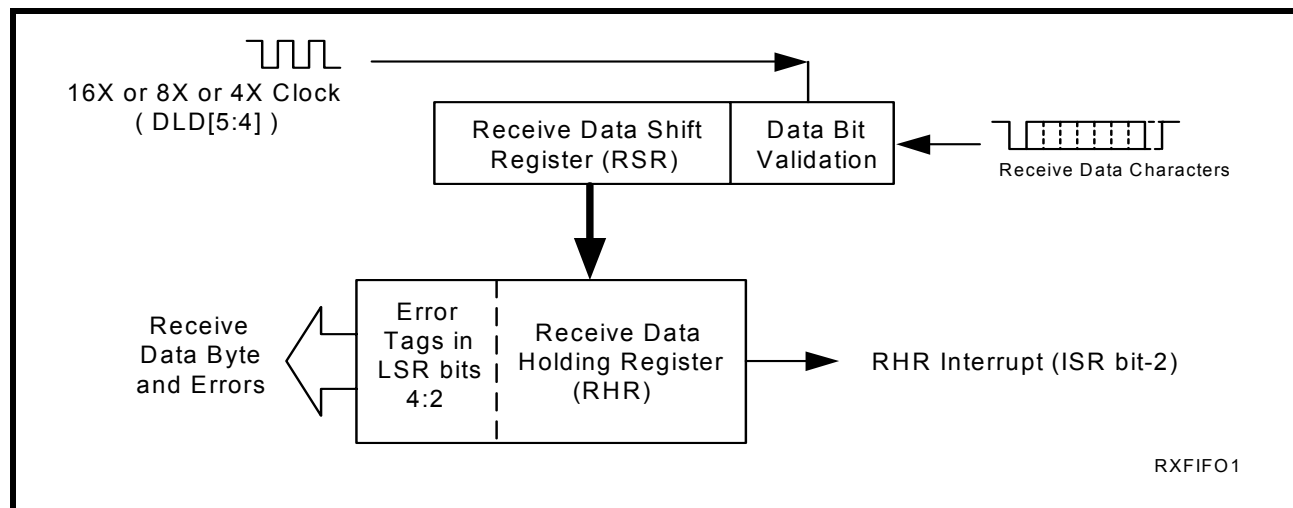 16X or 8X or 4X Clock
( DLD[5:4] )
Receive Data Shift
Register (RSR)
Data Bit
Validation
Receive Data Characters
Receive
Data Byte
and Errors
Error
Tags in
LSR bits
4:2
Receive Data
Holding Register
(RHR)
RHR Interrupt (ISR bit-2)
RXFIFO1